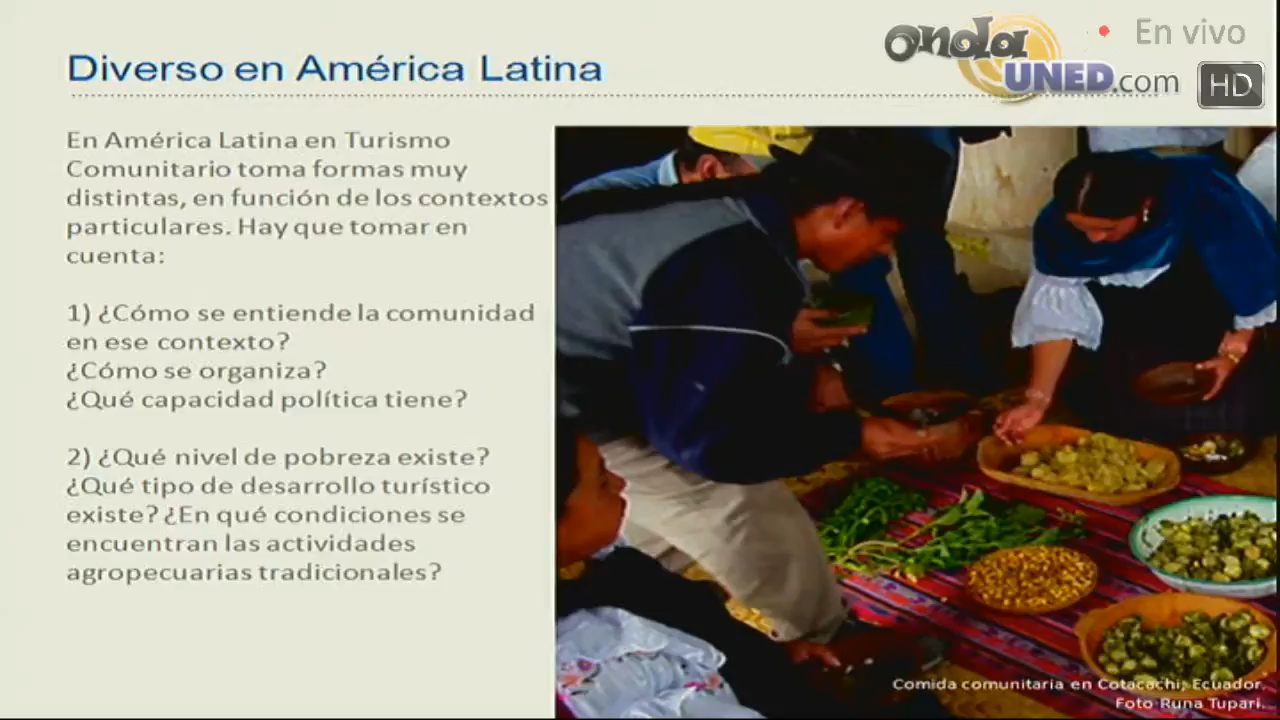 Diverso en América Latina
onda
UNED.com
En vivo
HD
En América Latina en Turismo
Comunitario toma formas muy
distintas, en función de los contextos
particulares. Hay que tomar en
cuenta:
1) ¿Cómo se entiende la comunidad
en ese contexto?
¿Cómo se organiza?
¿Qué capacidad política tiene?
2) ¿Qué nivel de pobreza existe?
¿Qué tipo de desarrollo turístico
existe? ¿En qué condiciones se
encuentran las actividades
agropecuarias tradicionales?
Comida comunitaria en Cotacachi, Ecuador.
Foto Runa Tupari.